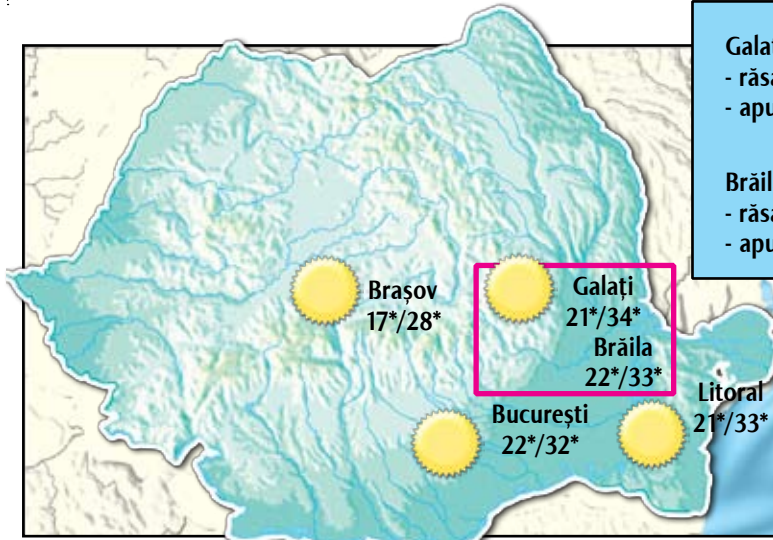 Brașov
17*/28*
Galați
21*/34*
Brăila
22*/33*
București
22*/32*
Litoral
21*/33*